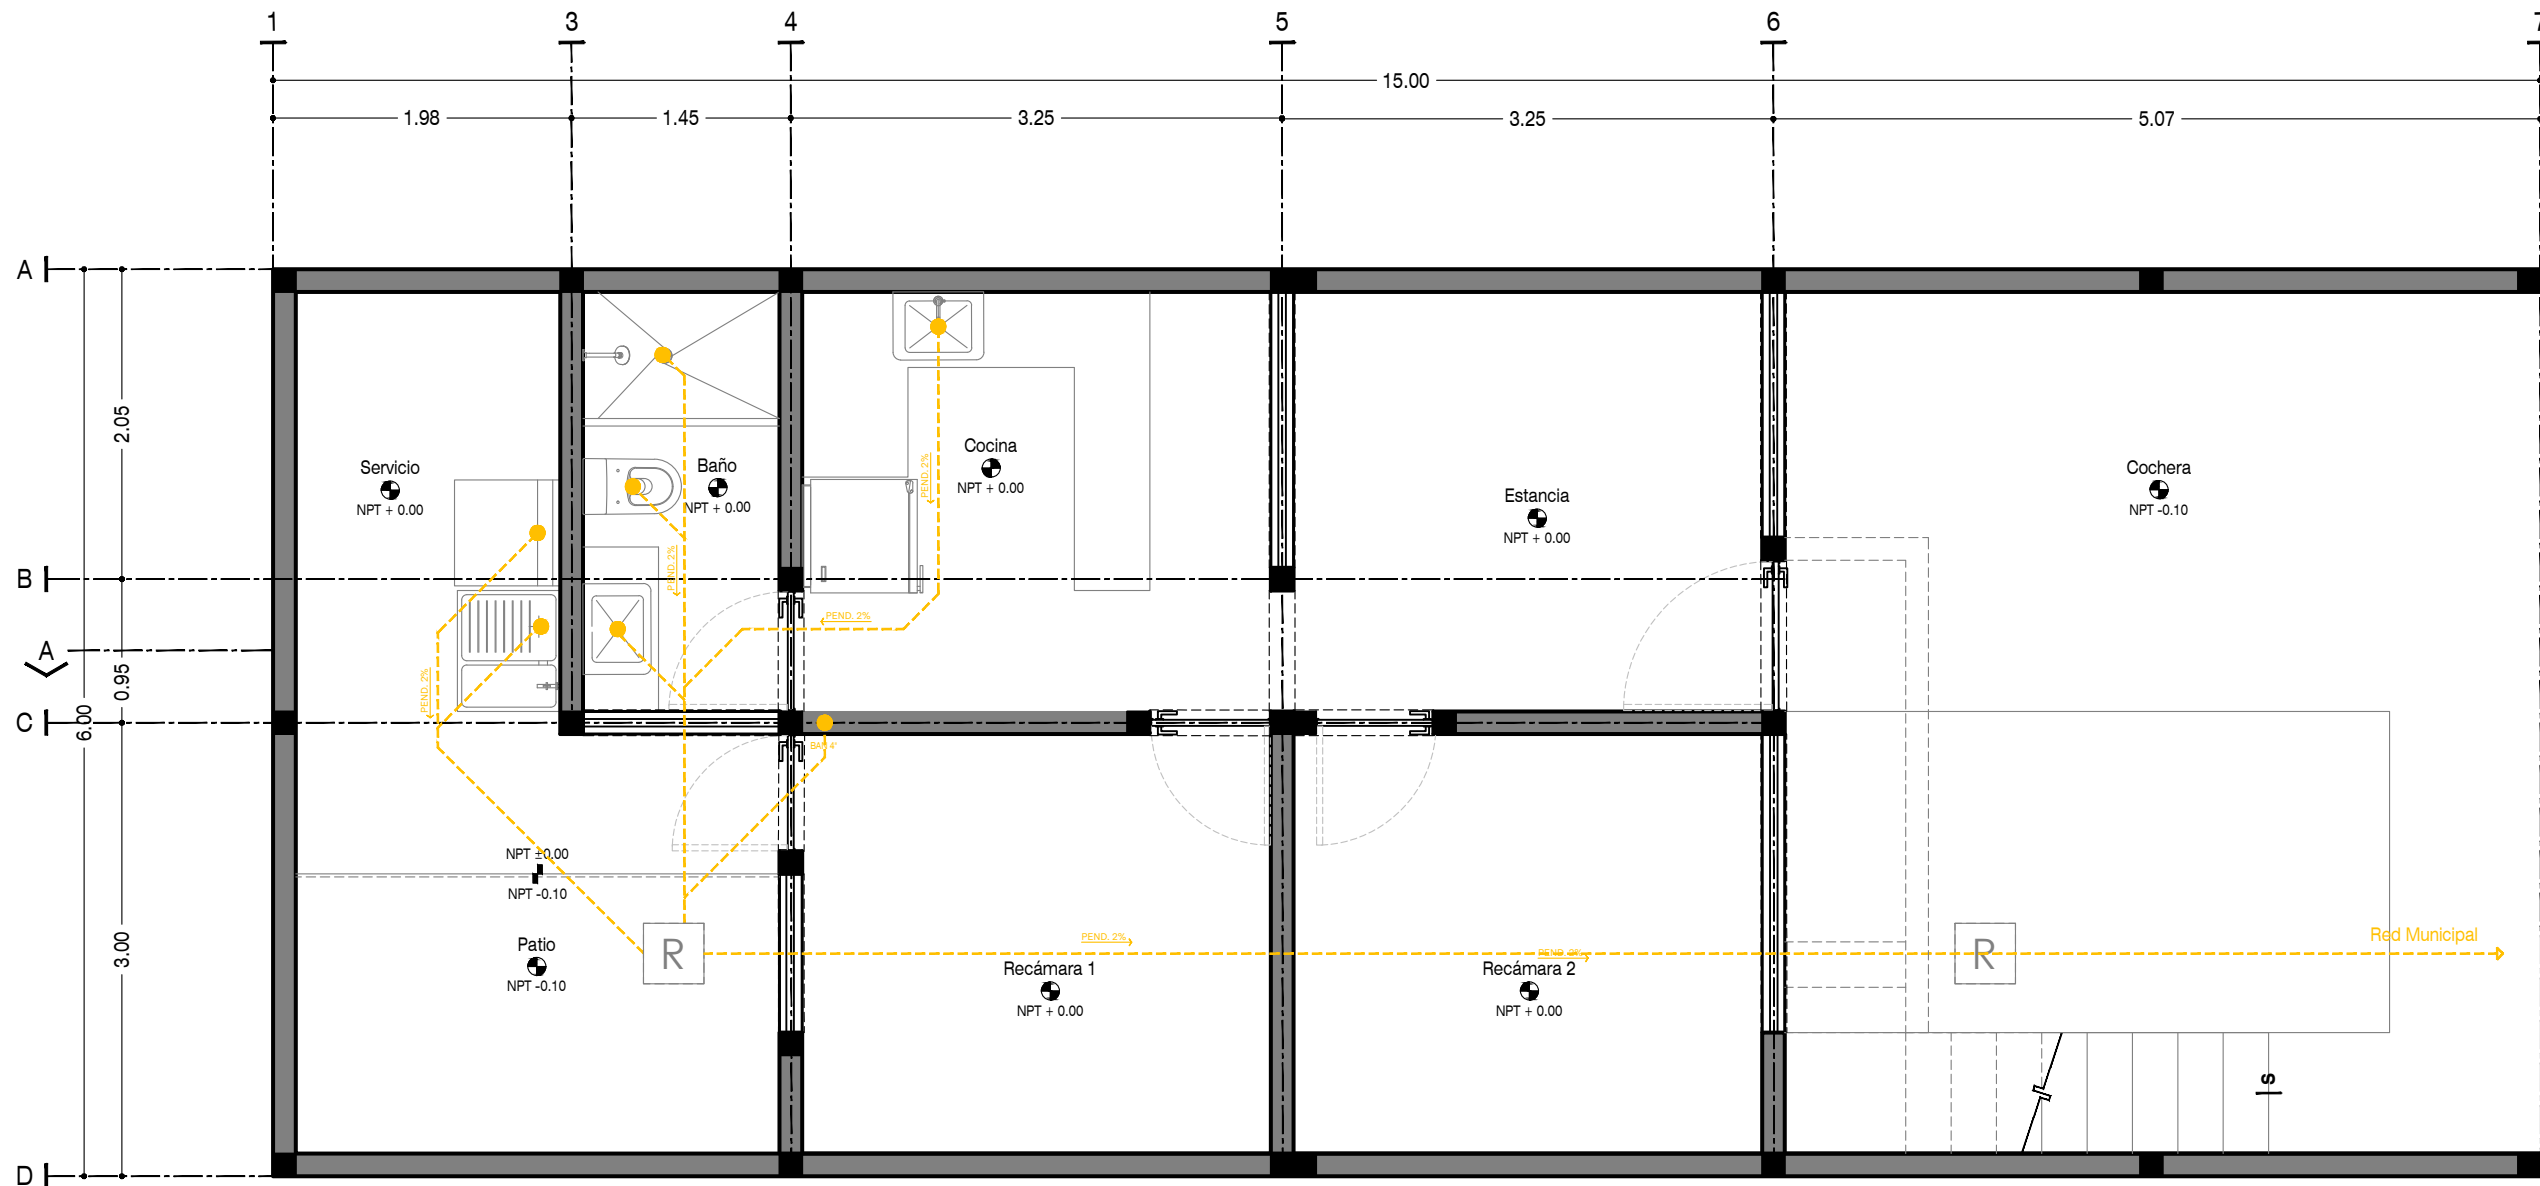 1 3 4 5 6
15.00
1.98 1.45 3.25 3.25 5.07
A
2.05
B
A
0.95
6.00
C
3.00
D
Servicio
NPT + 0.00
Baño
NPT + 0.00
Cocina
NPT + 0.00
Estancia
NPT + 0.00
Cochera
NPT -0.10
PEND. 2%
PEND. 2%
PEND. 2%
PEND. 2%
BAN 4"
NPT ±0.00
NPT -0.10
Patio
NPT -0.10
R
PEND. 2%
Recámara 1
NPT + 0.00
PEND. 2%
Recámara 2
NPT + 0.00
R
Red Municipal
S